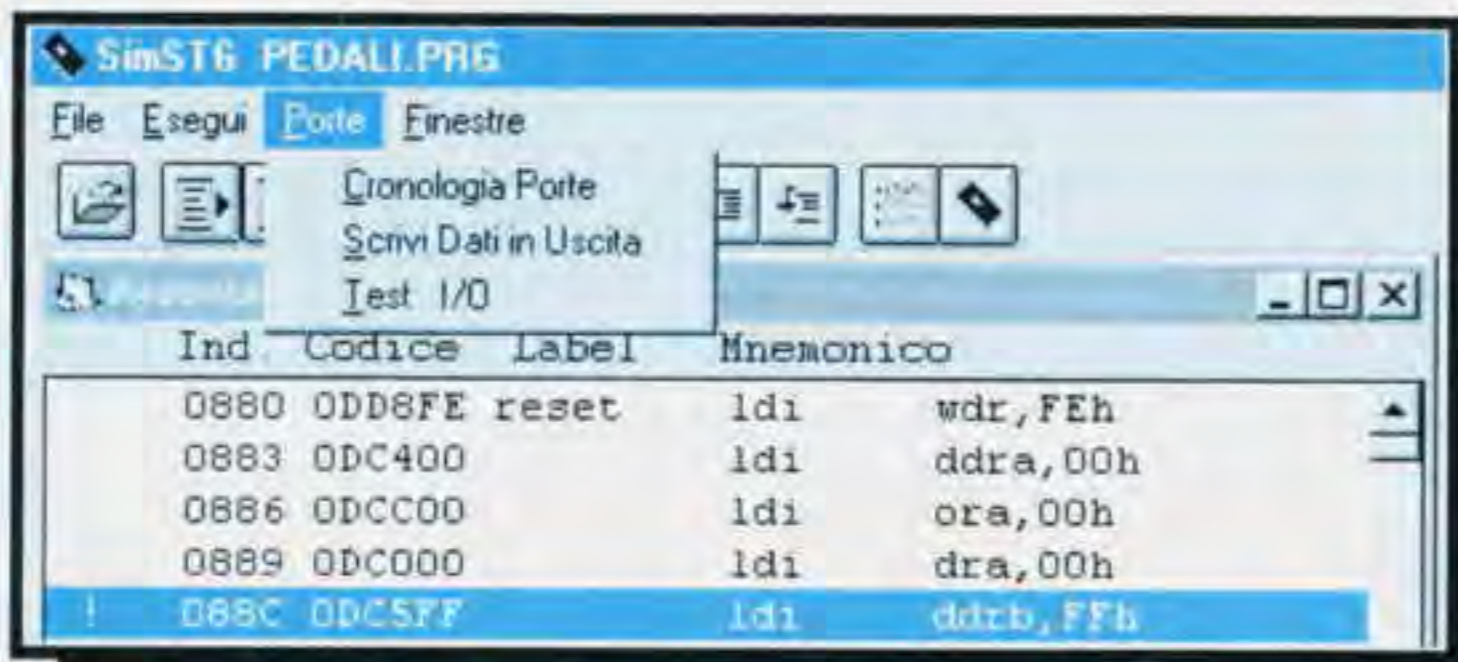 SimST6 PEDALI.PRG
File Esegui Porte Finestre
Cronologia Porte
Scrivi Dati in Uscita
Test I/O
Ind Codice Label Mnemonico
0880 0DD8FE reset ldi wdr,FEh
0883 0DC400 ldi ddra,00h
0886 0DCC00 ldi ora,00h
0889 0DC000 ldi dra,00h
! 088C 0DC5FF ldi ddrb,FFh